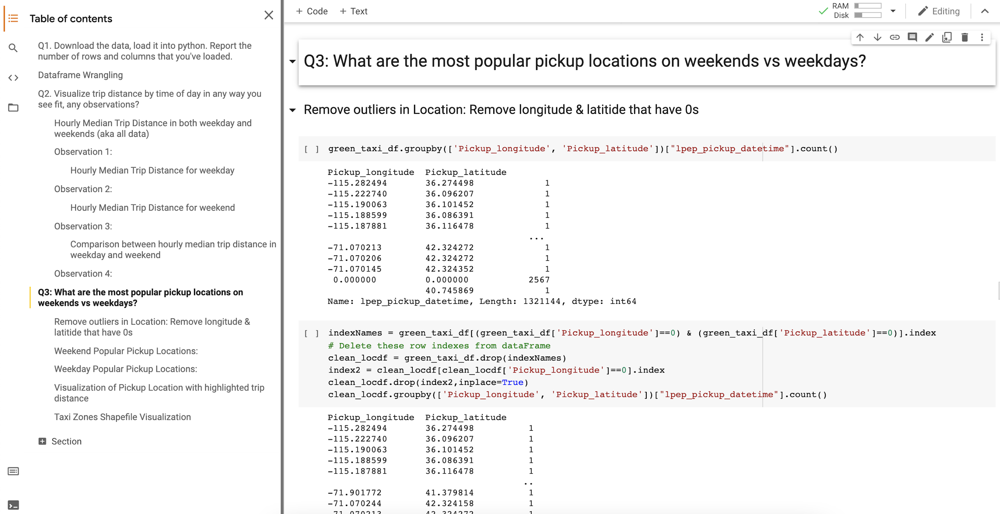 Table of contents
Q1. Download the data, load it into python. Report the
number of rows and columns that you've loaded.
Dataframe Wrangling
Q2. Visualize trip distance by time of day in any way you
see fit, any observations?
Hourly Median Trip Distance in both weekday and
weekends (aka all data)
Observation 1:
Hourly Median Trip Distance for weekday
Observation 2:
Hourly Median Trip Distance for weekend
Observation 3:
Comparison between hourly median trip distance in
weekday and weekend
Observation 4:
Q3: What are the most popular pickup locations on
weekends vs weekdays?
Remove outliers in Location: Remove longitude &
latitide that have 0s
Weekend Popular Pickup Locations:
Weekday Popular Pickup Locations:
Visualization of Pickup Location with highlighted trip
distance
Taxi Zones Shapefile Visualization
Section
+ Code + Text
RAM
Disk
Editing
Q3: What are the most popular pickup locations on weekends vs weekdays?
Remove outliers in Location: Remove longitude & latitide that have 0s
[ ] green_taxi_df.groupby(['Pickup_longitude', 'Pickup_latitude'])["lpep_pickup_datetime"].count()
Pickup_longitude Pickup_latitude
-115.282494 36.274498 1
-115.222740 36.096207 1
-115.190063 36.101452 1
-115.188599 36.086391 1
-115.187881 36.116478 1
...
-71.070213 42.324272 1
-71.070206 42.324272 1
-71.070145 42.324352 1
0.000000 0.000000 2567
40.745869 1
Name: lpep_pickup_datetime, Length: 1321144, dtype: int64
[ ] indexNames = green_taxi_df[(green_taxi_df['Pickup_longitude']==0) & (green_taxi_df['Pickup_latitude']==0)].index
# Delete these row indexes from dataFrame
clean_locdf = green_taxi_df.drop(indexNames)
index2 = clean_locdf[clean_locdf['Pickup_longitude']==0].index
clean_locdf.drop(index2,inplace=True)
clean_locdf.groupby(['Pickup_longitude', 'Pickup_latitude'])["lpep_pickup_datetime"].count()
Pickup_longitude Pickup_latitude
-115.282494 36.274498 1
-115.222740 36.096207 1
-115.190063 36.101452 1
-115.188599 36.086391 1
-115.187881 36.116478 1
..
-71.901772 41.379814 1
-71.070244 42.324158 1
-71.070213 42.324272 1